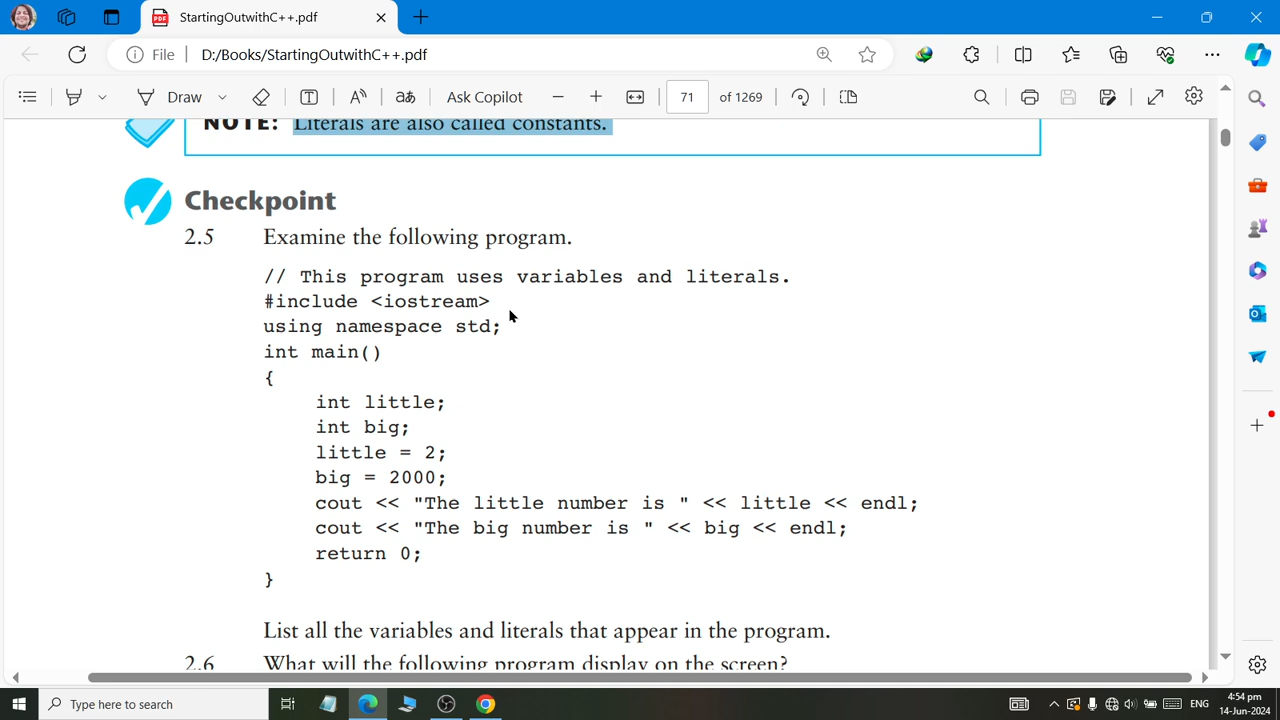 StartingOutwithC++.pdf
File D:/Books/StartingOutwithC++.pdf
Draw aあ Ask Copilot 71 of 1269
NOTE: Literals are also called constants.
Checkpoint
2.5 Examine the following program.
// This program uses variables and literals.
#include <iostream>
using namespace std;
int main()
{
int little;
int big;
little = 2;
big = 2000;
cout << "The little number is " << little << endl;
cout << "The big number is " << big << endl;
return 0;
}
List all the variables and literals that appear in the program.
2.6 What will the following program display on the screen?
Type here to search
ENG
4:54 pm
14-Jun-2024